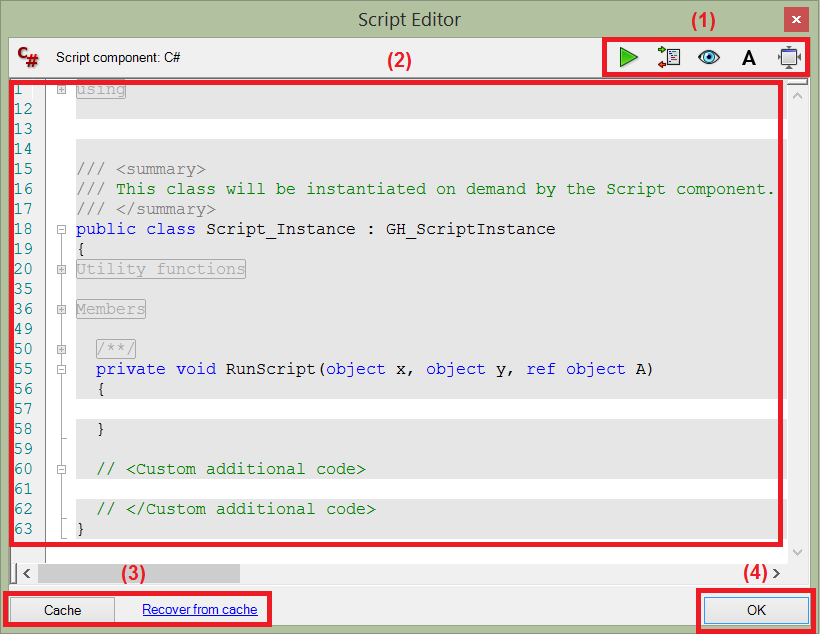 Script Editor
(1)
C# Script component: C#
A
(2)
1 using
12
13
14
15 /// <summary>
16 /// This class will be instantiated on demand by the Script component.
17 /// </summary>
18 public class Script_Instance : GH_ScriptInstance
19 {
20 Utility functions
35
36 Members
49
50 /**/
55 private void RunScript(object x, object y, ref object A)
56 {
57
58 }
59
60 // <Custom additional code>
61
62 // </Custom additional code>
63 }
(3)
(4)
Cache Recover from cache OK